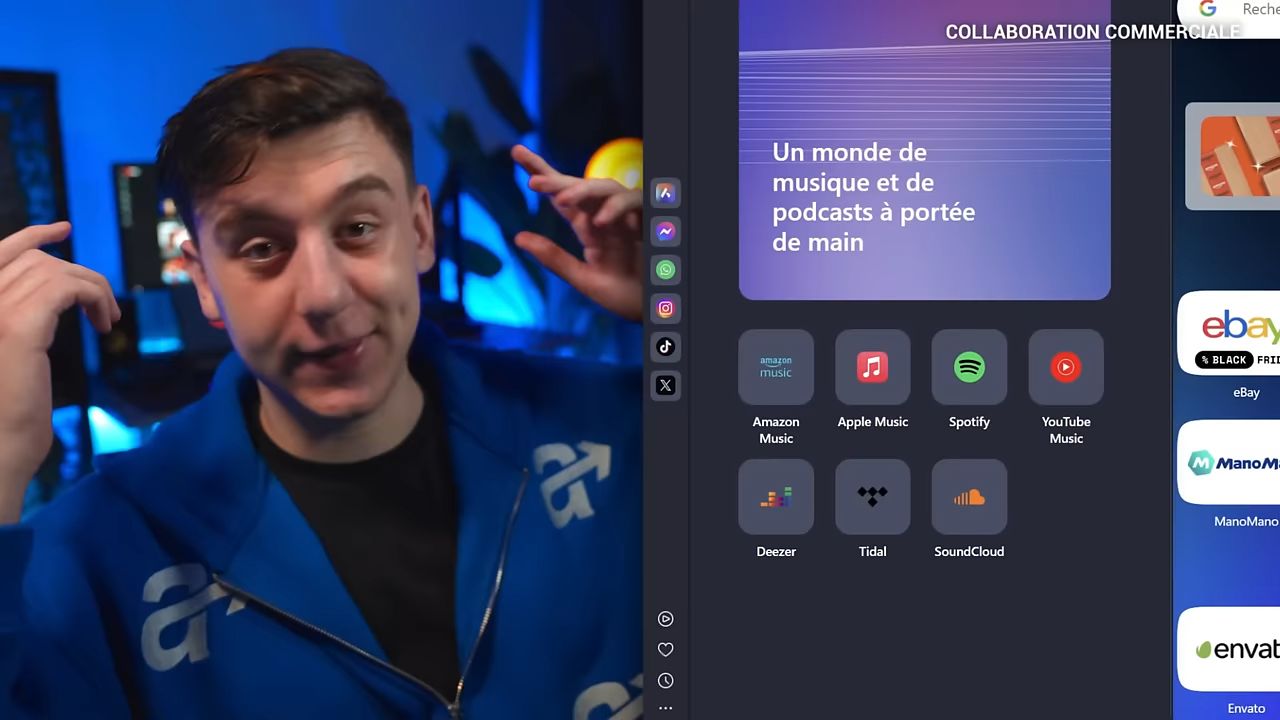 COLLABORATION COMMERCIALE
Reche
Un monde de
musique et de
podcasts à portée
de main
amazon
music
Amazon
Music
Apple Music
Spotify
YouTube
Music
Deezer
Tidal
SoundCloud
ebay
% BLACK FRID
eBay
ManoMa
ManoMano
envat
Envato
a
a